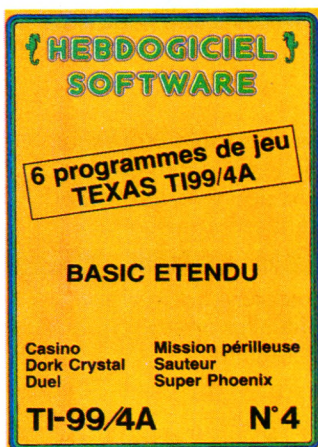 HEBDOGICIEL
SOFTWARE
6 programmes de jeu
TEXAS TI99/4A
BASIC ETENDU
Casino
Dork Crystal
Duel
Mission périlleuse
Sauteur
Super Phoenix
TI-99/4A N°4